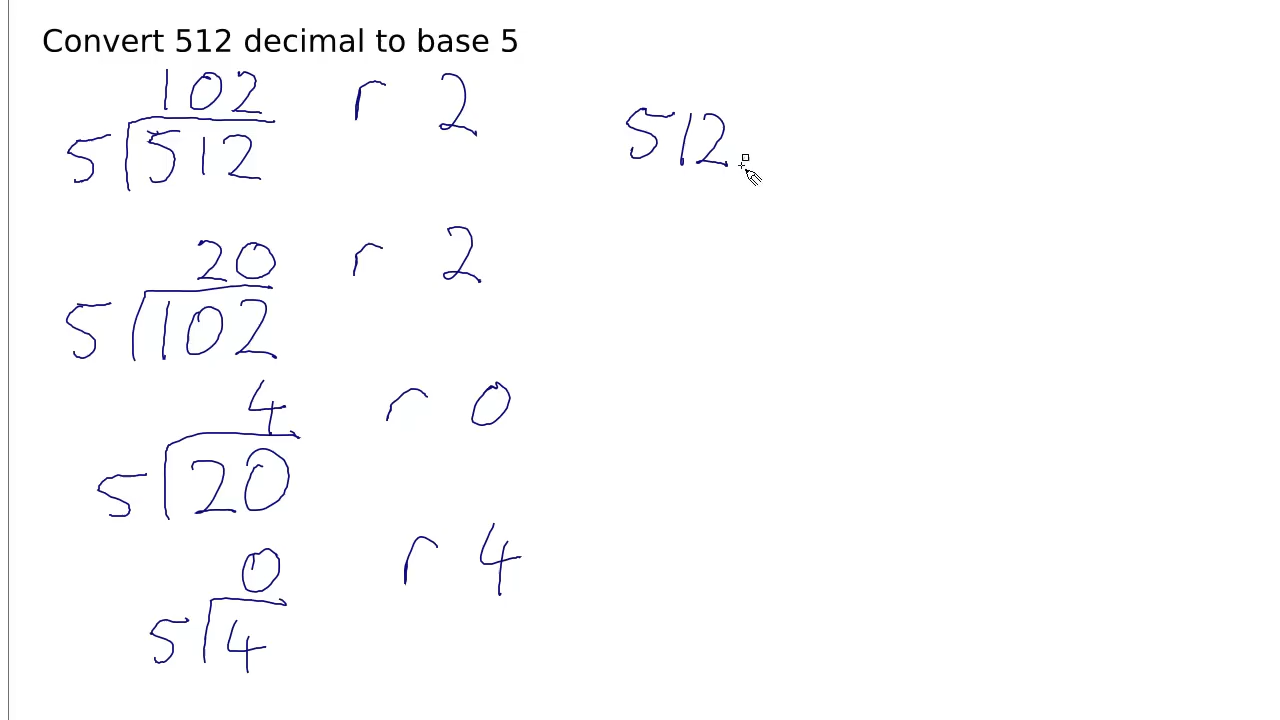 Convert 512 decimal to base 5
102 r 2
5 512
512
20 r 2
5 102
4 r 0
5 20
0 r 4
5 4